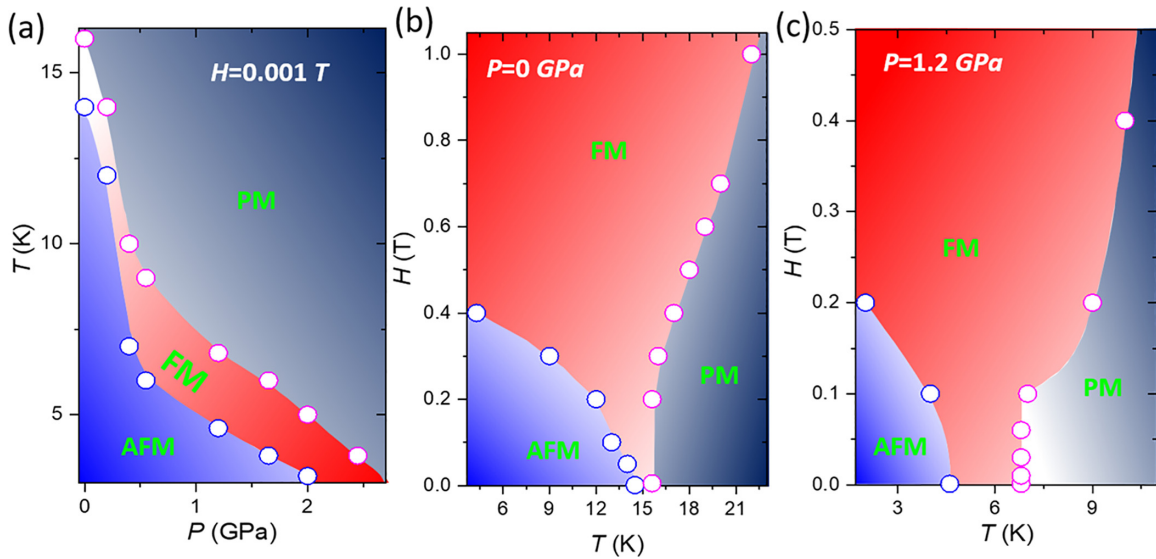 (a)
H=0.001 T
PM
FM
AFM
T (K)
15
10
5
0
1
2
P (GPa)
(b)
P=0 GPa
FM
PM
AFM
H (T)
1.0
0.8
0.6
0.4
0.2
0.0
6
9
12
15
18
21
T (K)
(c)
P=1.2 GPa
FM
PM
AFM
H (T)
0.5
0.4
0.3
0.2
0.1
0.0
3
6
9
T (K)